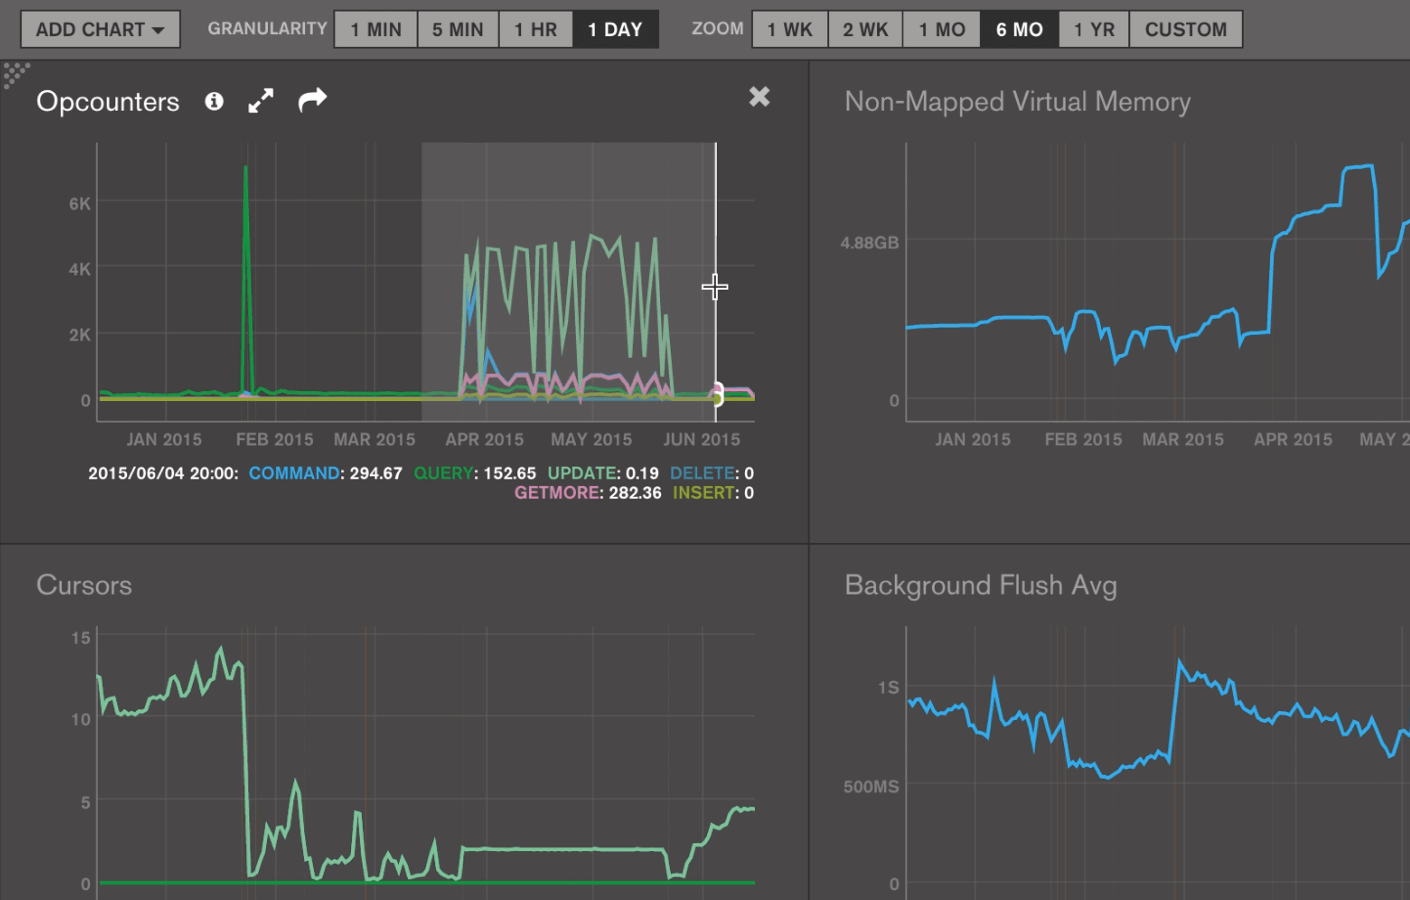 ADD CHART GRANULARITY 1 MIN 5 MIN 1 HR 1 DAY ZOOM 1 WK 2 WK 1 MO 6 MO 1 YR CUSTOM
Opcounters
6K
4K
2K
0
JAN 2015 FEB 2015 MAR 2015 APR 2015 MAY 2015 JUN 2015
2015/06/04 20:00: COMMAND: 294.67 QUERY: 152.65 UPDATE: 0.19 DELETE: 0
GETMORE: 282.36 INSERT: 0
Non-Mapped Virtual Memory
4.88GB
0
JAN 2015 FEB 2015 MAR 2015 APR 2015 MAY 2
Cursors
15
10
5
0
Background Flush Avg
1S
500MS
0